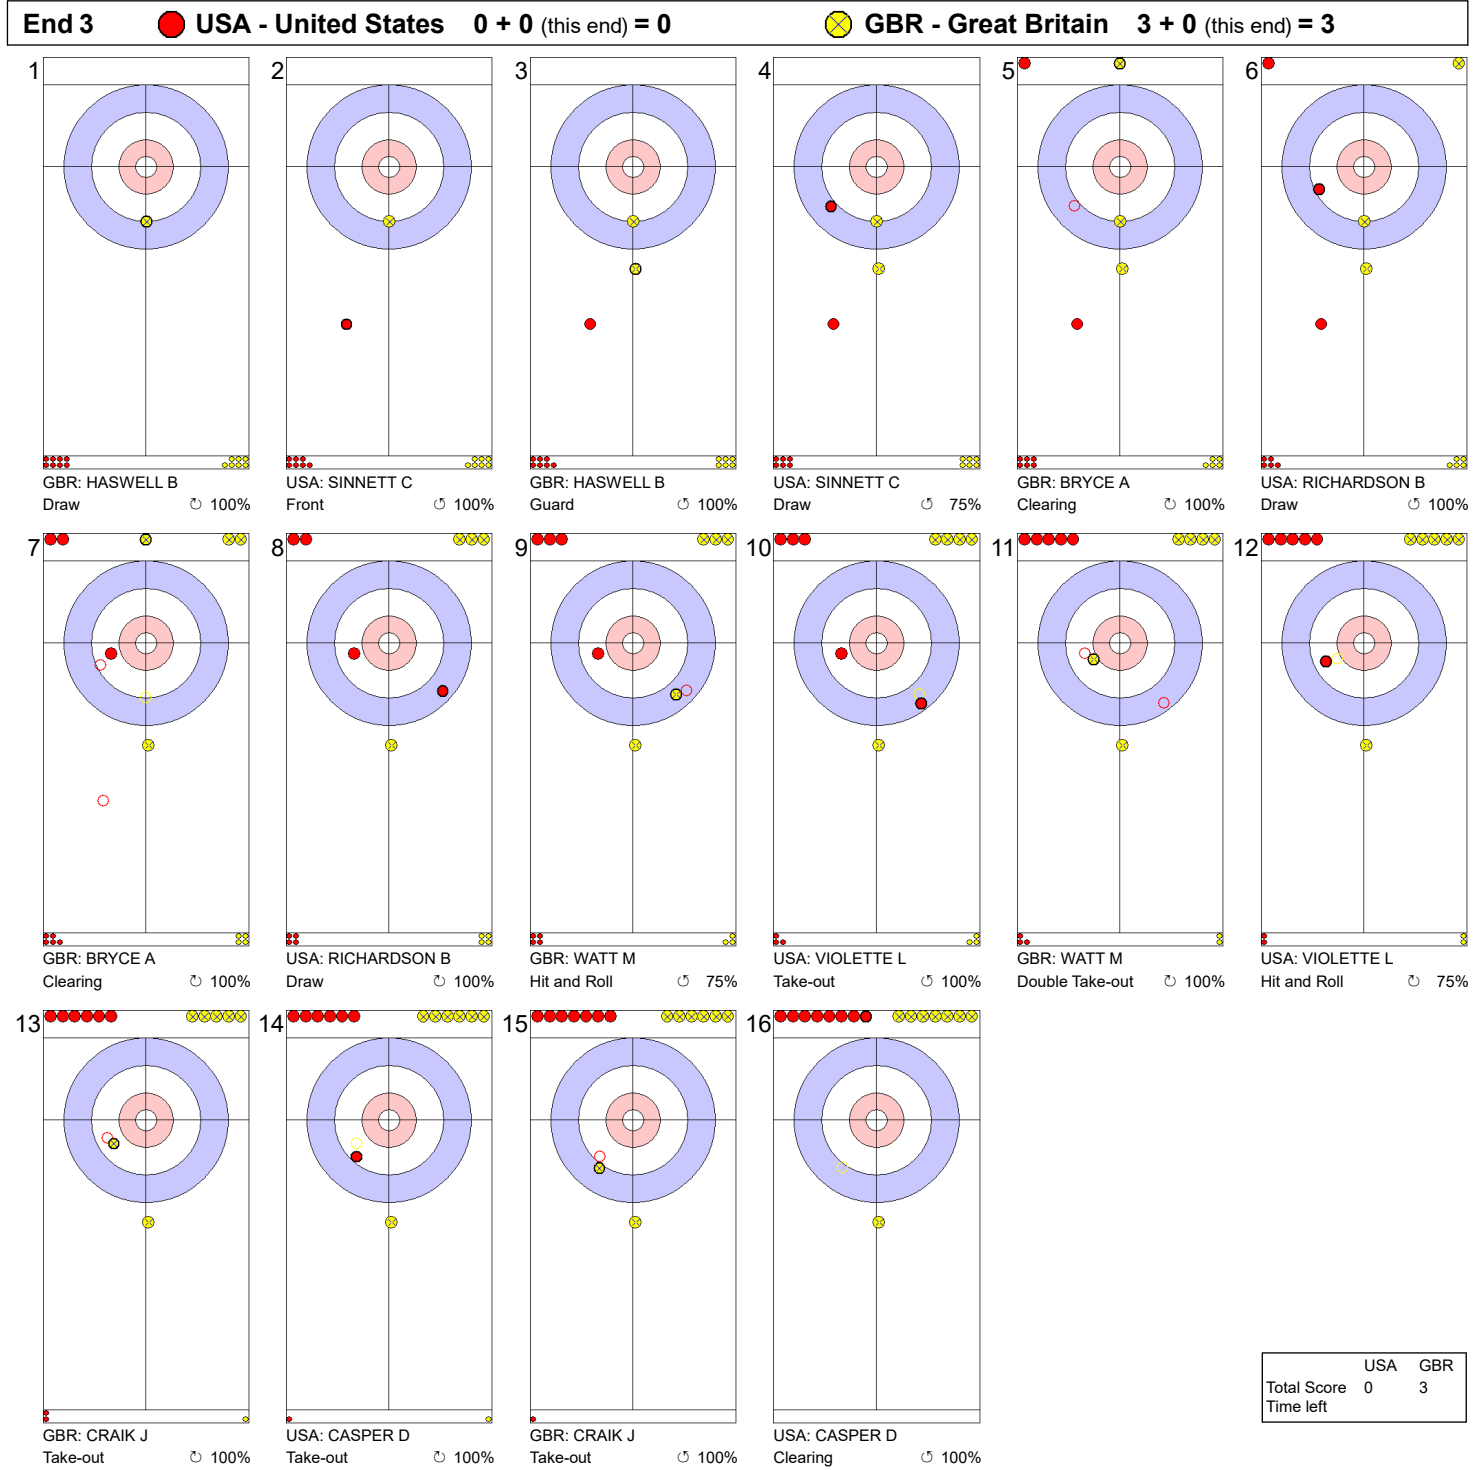 End 3 USA - United States 0 + 0 (this end) = 0 GBR - Great Britain 3 + 0 (this end) = 3
1 2 3 4 5 6
GBR: HASWELL B USA: SINNETT C GBR: HASWELL B USA: SINNETT C GBR: BRYCE A USA: RICHARDSON B
Draw ↻ 100% Front ↺ 100% Guard ↺ 100% Draw ↺ 75% Clearing ↺ 100% Draw ↺ 100%
7 8 9 10 11 12
GBR: BRYCE A USA: RICHARDSON B GBR: WATT M USA: VIOLETTE L GBR: WATT M USA: VIOLETTE L
Clearing ↻ 100% Draw ↻ 100% Hit and Roll ↺ 75% Take-out ↺ 100% Double Take-out ↻ 100% Hit and Roll ↻ 75%
13 14 15 16
GBR: CRAIK J USA: CASPER D GBR: CRAIK J USA: CASPER D
Take-out ↻ 100% Take-out ↻ 100% Take-out ↺ 100% Clearing ↺ 100%
USA GBR
Total Score 0 3
Time left